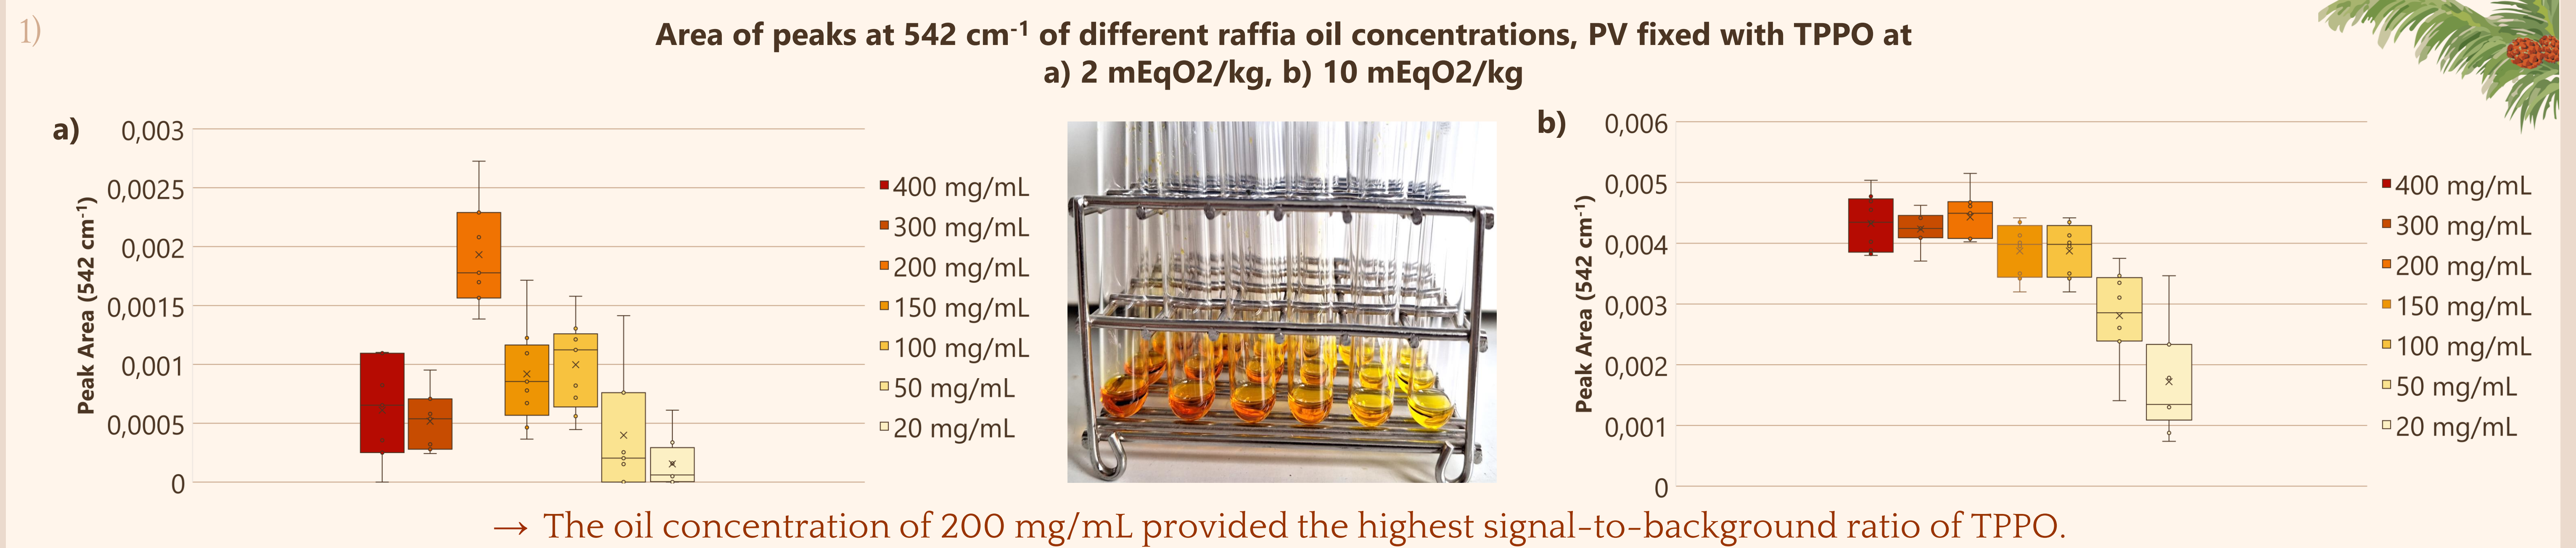 1)
Area of peaks at 542 cm⁻¹ of different raffia oil concentrations, PV fixed with TPPO at
a) 2 mEqO2/kg, b) 10 mEqO2/kg
a)
Peak Area (542 cm⁻¹)
0,003
0,0025
0,002
0,0015
0,001
0,0005
0
400 mg/mL
300 mg/mL
200 mg/mL
150 mg/mL
100 mg/mL
50 mg/mL
20 mg/mL
b)
Peak Area (542 cm⁻¹)
0,006
0,005
0,004
0,003
0,002
0,001
0
400 mg/mL
300 mg/mL
200 mg/mL
150 mg/mL
100 mg/mL
50 mg/mL
20 mg/mL
→ The oil concentration of 200 mg/mL provided the highest signal-to-background ratio of TPPO.